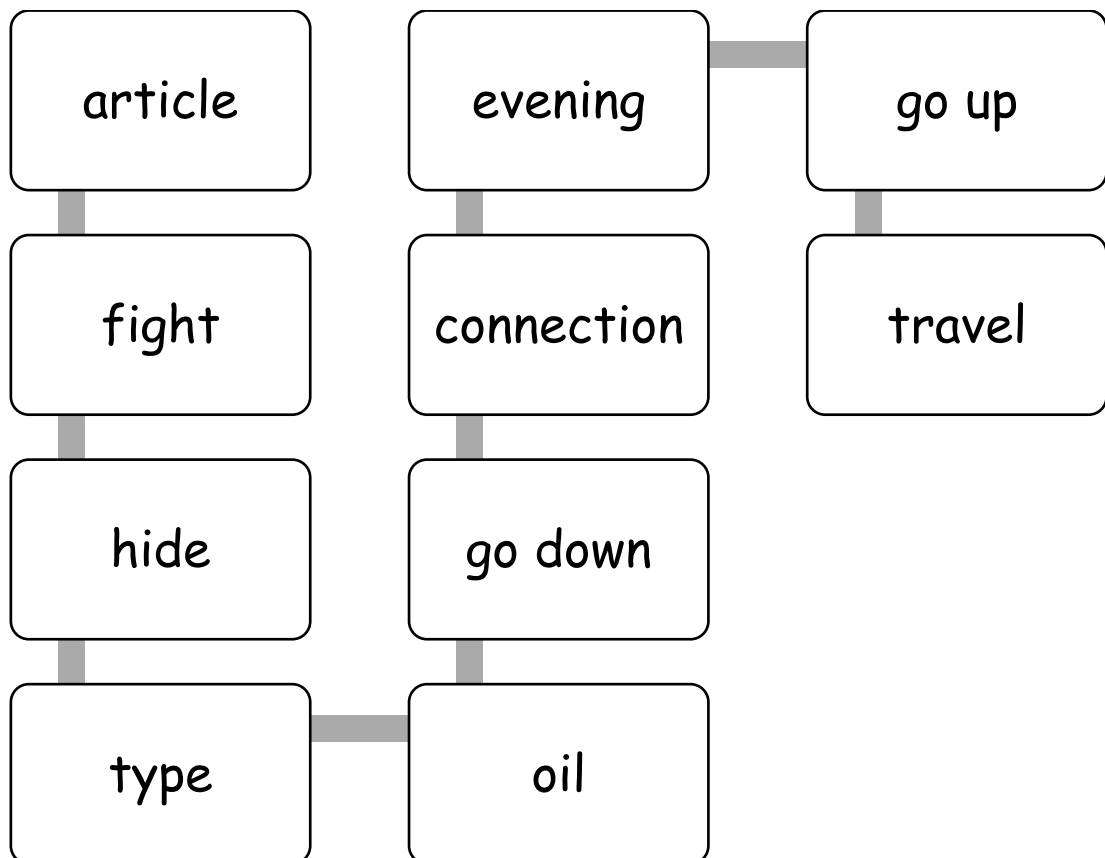 article
fight
hide
type
oil
go down
connection
evening
go up
travel